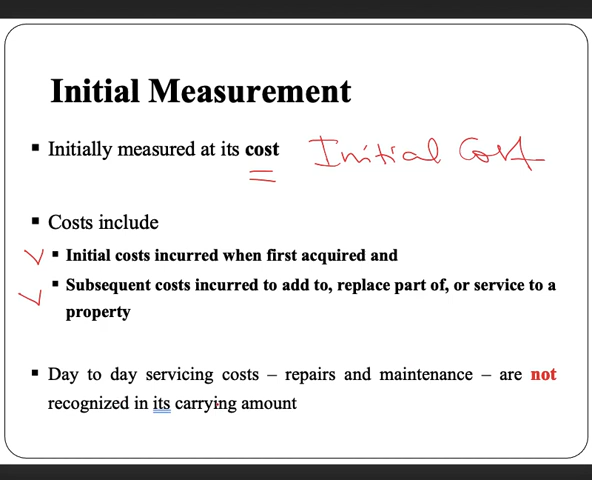 Initial Measurement
▪ Initially measured at its cost Initial Cost
▪ Costs include
▪ Initial costs incurred when first acquired and
▪ Subsequent costs incurred to add to, replace part of, or service to a
property
▪ Day to day servicing costs – repairs and maintenance – are not
recognized in its carrying amount